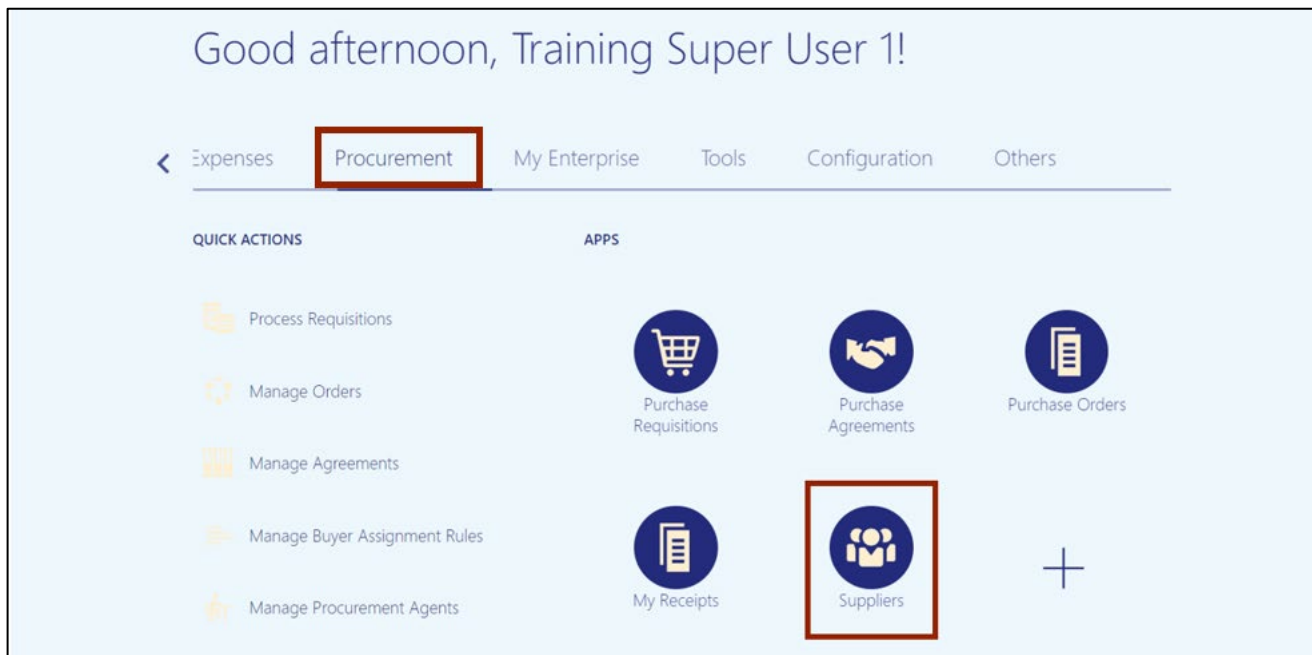 Good afternoon, Training Super User 1!
Expenses Procurement My Enterprise Tools Configuration Others
QUICK ACTIONS
APPS
Process Requisitions
Manage Orders
Manage Agreements
Manage Buyer Assignment Rules
Manage Procurement Agents
Purchase
Requisitions
Purchase
Agreements
Purchase Orders
My Receipts
Suppliers